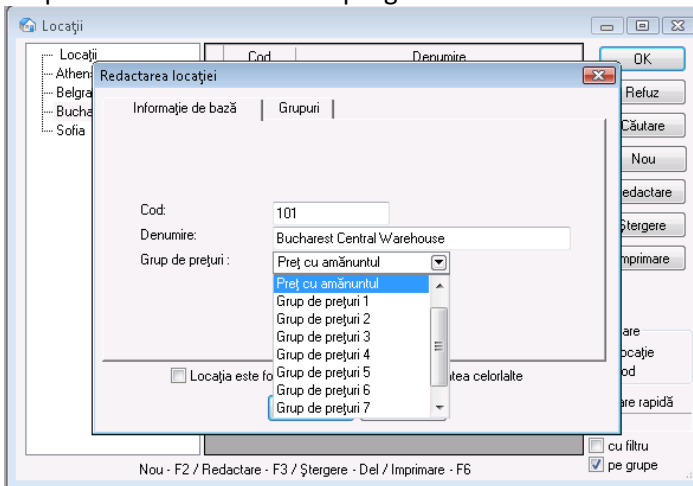 Locaţii
Locaţii
Cod
Denumire
OK
Refuz
Căutare
Nou
Redactarea locaţiei
Informaţie de bază
Grupuri
Sofia
Cod:
101
Denumire:
Bucharest Central Warehouse
Grup de preţuri :
Preţ cu amănuntul
Preţ cu amănuntul
Grup de preţuri 1
Grup de preţuri 2
Grup de preţuri 3
Grup de preţuri 4
Grup de preţuri 5
Grup de preţuri 6
Grup de preţuri 7
Locaţia este
celorlalte
rapidă
cu filtru
pe grupe
Nou - F2 / Redactare - F3 / Ştergere - Del / Imprimare - F6